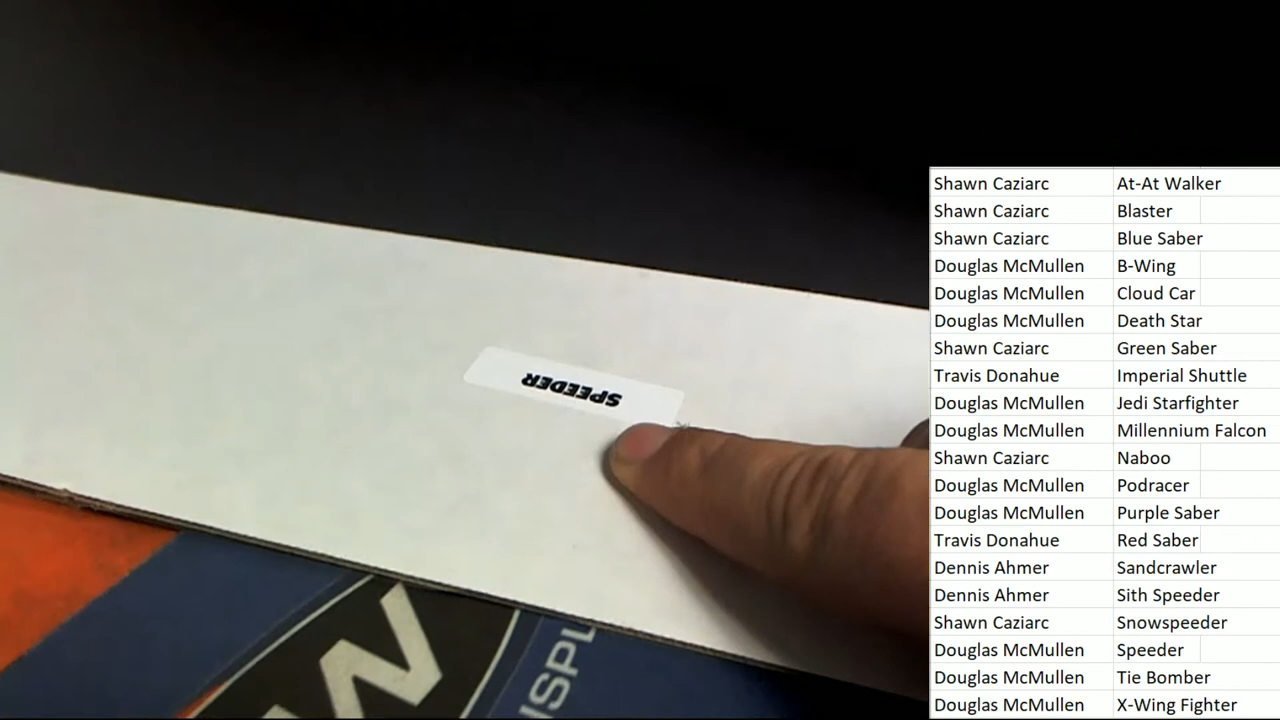 SPEEDER
W
ISPL
Shawn Caziarc At-At Walker
Shawn Caziarc Blaster
Shawn Caziarc Blue Saber
Douglas McMullen B-Wing
Douglas McMullen Cloud Car
Douglas McMullen Death Star
Shawn Caziarc Green Saber
Travis Donahue Imperial Shuttle
Douglas McMullen Jedi Starfighter
Douglas McMullen Millennium Falcon
Shawn Caziarc Naboo
Douglas McMullen Podracer
Douglas McMullen Purple Saber
Travis Donahue Red Saber
Dennis Ahmer Sandcrawler
Dennis Ahmer Sith Speeder
Shawn Caziarc Snowspeeder
Douglas McMullen Speeder
Douglas McMullen Tie Bomber
Douglas McMullen X-Wing Fighter